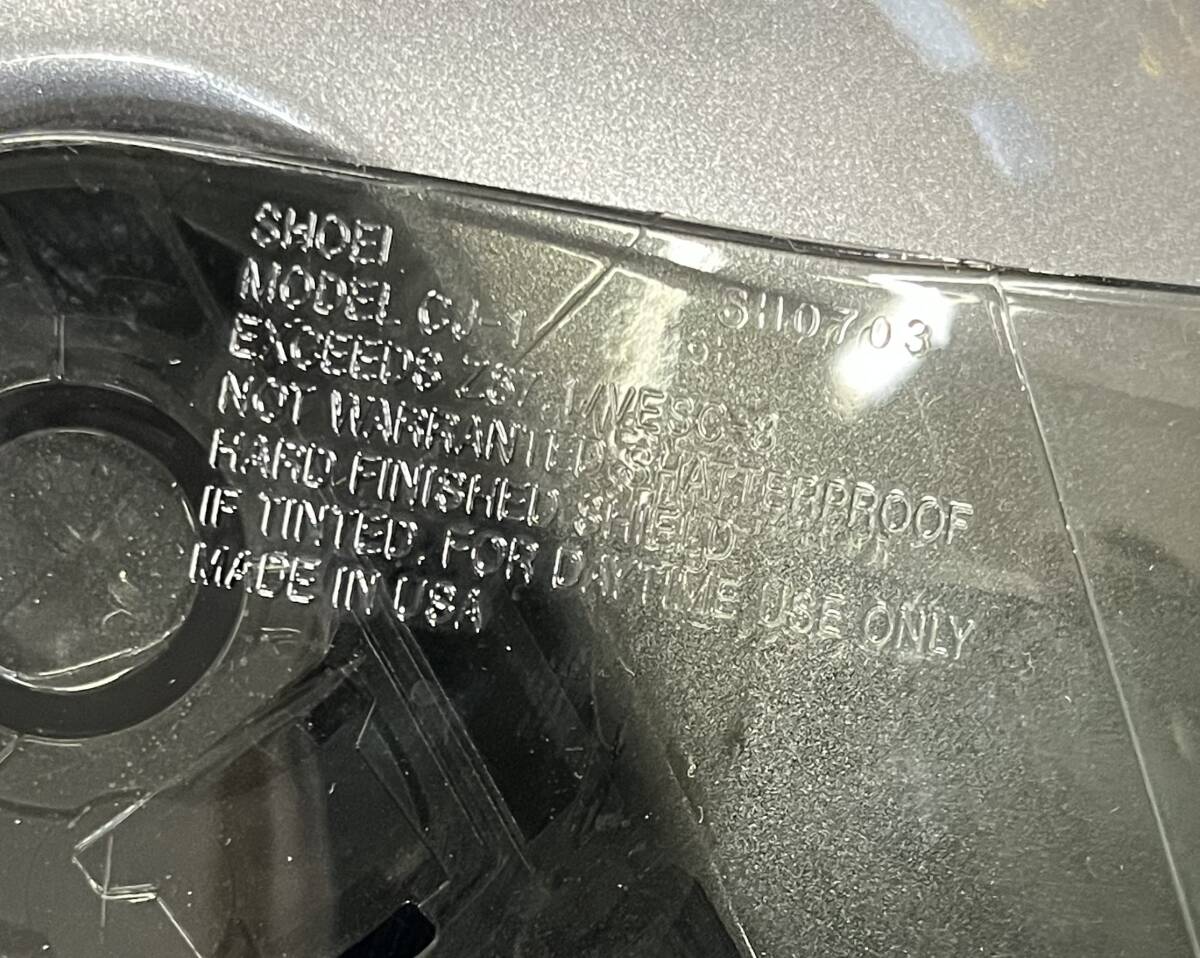 SHOEI
MODEL CJ-1
SH0703
EXCEEDS Z87.1/VESC-8
NOT WARRANTED SHATTERPROOF
HARD FINISHED SHIELD
IF TINTED, FOR DAYTIME USE ONLY
MADE IN USA